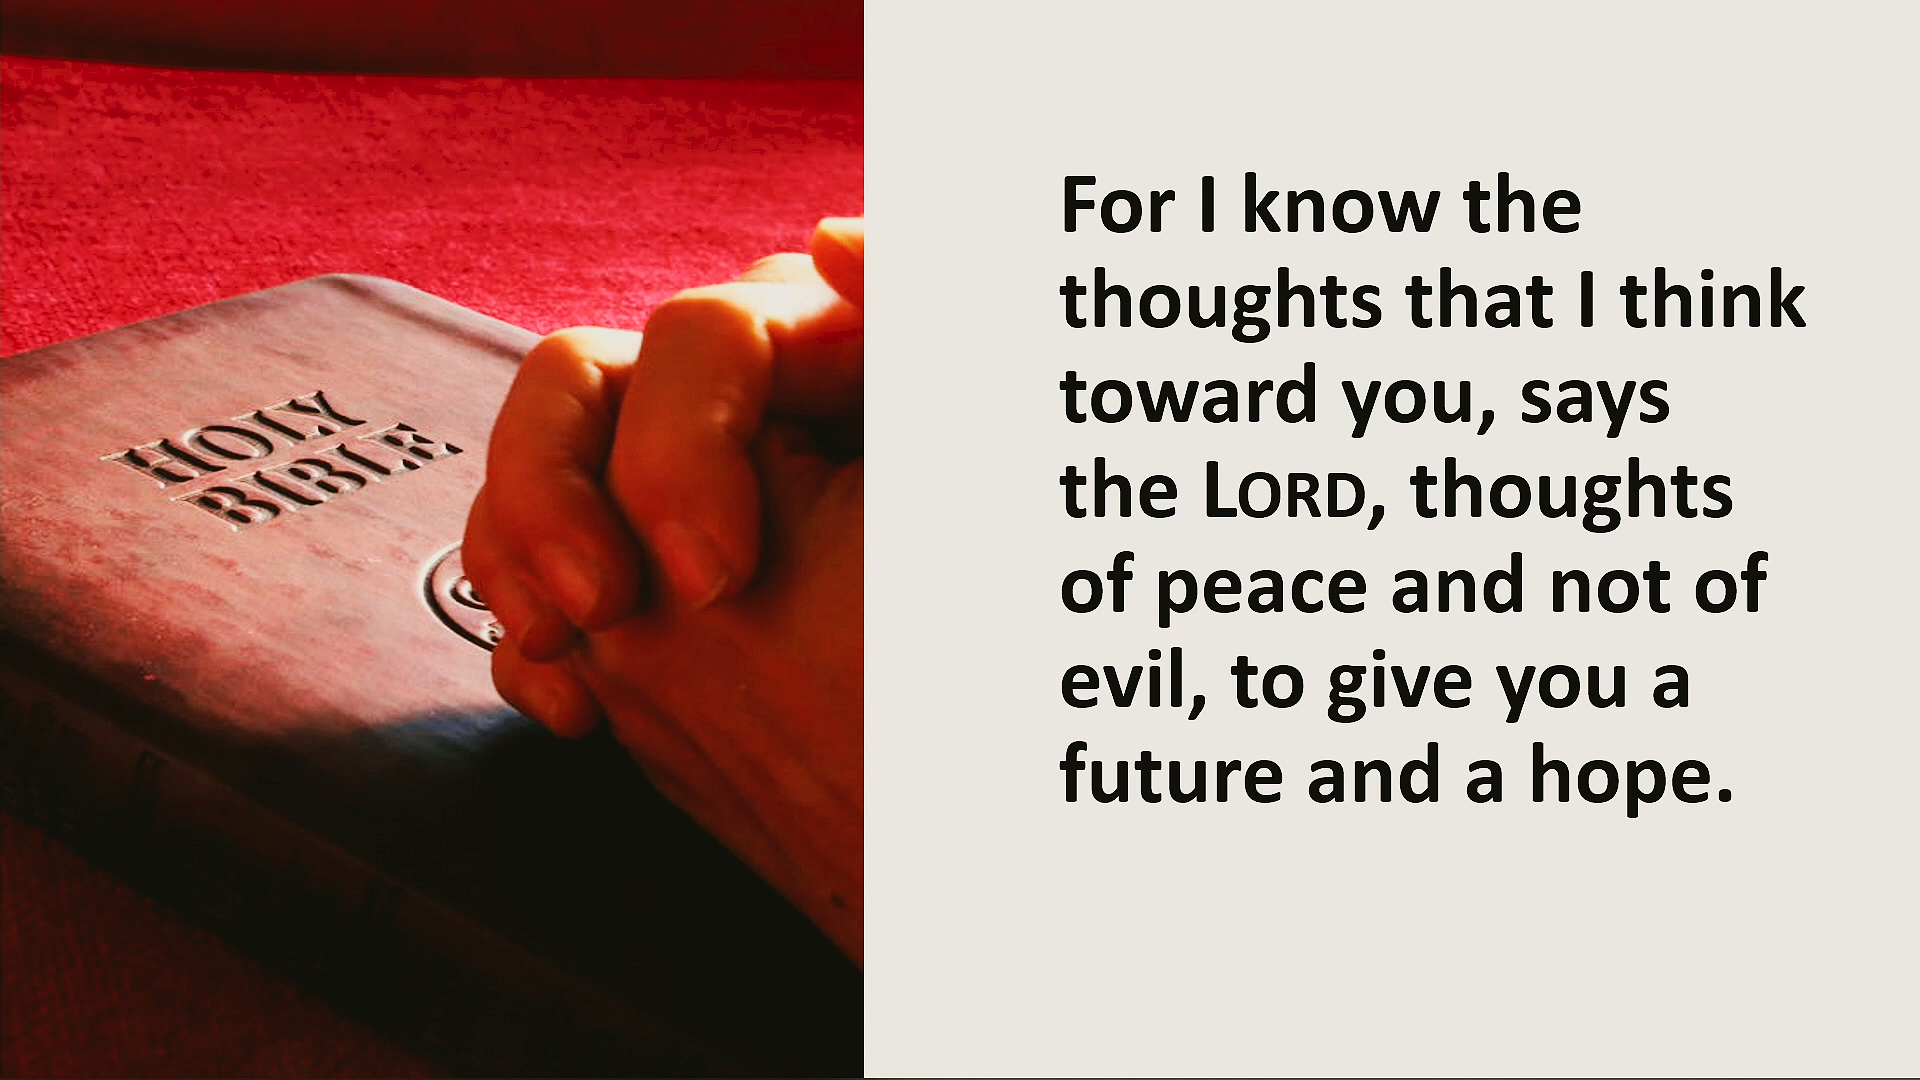 HOLY
BIBLE
For I know the
thoughts that I think
toward you, says
the LORD, thoughts
of peace and not of
evil, to give you a
future and a hope.